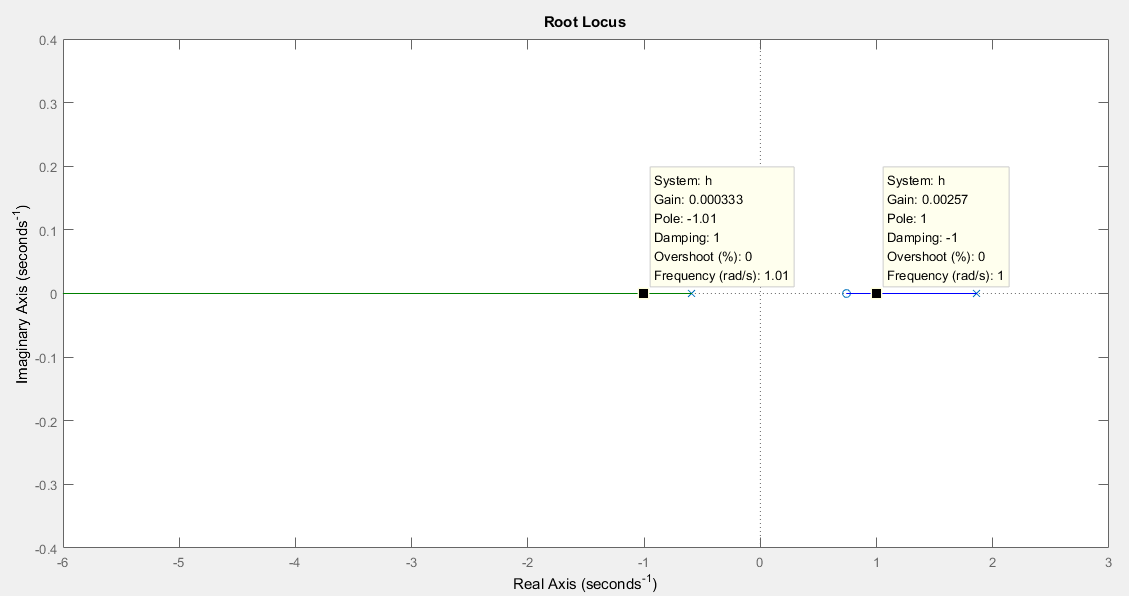 Root Locus
0.4
0.3
0.2
0.1
0
-0.1
-0.2
-0.3
-0.4
Imaginary Axis (seconds-1)
System: h
Gain: 0.000333
Pole: -1.01
Damping: 1
Overshoot (%): 0
Frequency (rad/s): 1.01
System: h
Gain: 0.00257
Pole: 1
Damping: -1
Overshoot (%): 0
Frequency (rad/s): 1
-6 -5 -4 -3 -2 -1 0 1 2 3
Real Axis (seconds-1)